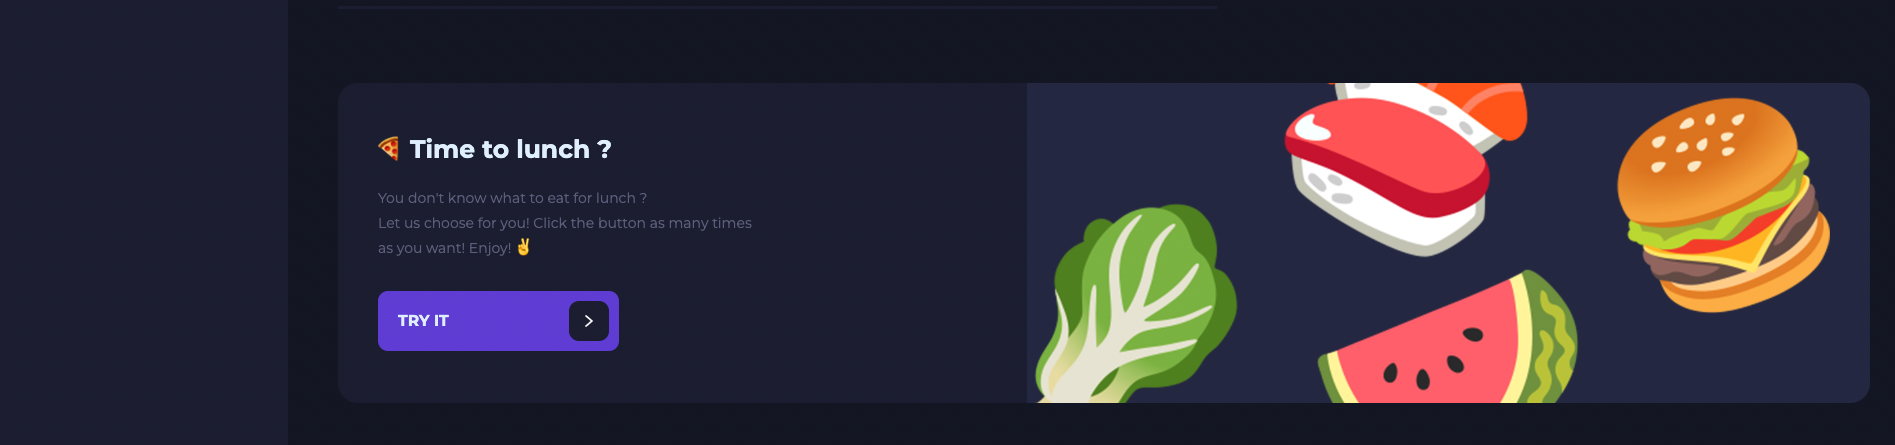 🍕 Time to lunch ?
You don't know what to eat for lunch ?
Let us choose for you! Click the button as many times
as you want! Enjoy! ✌️
TRY IT